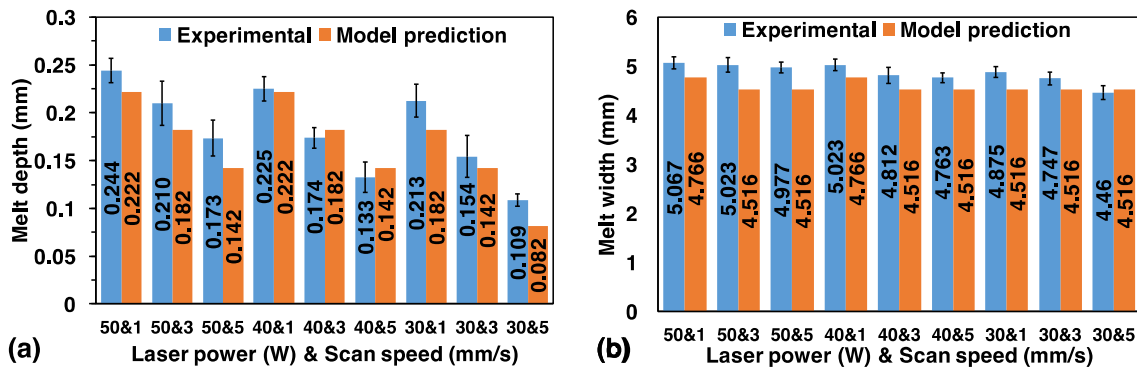 Experimental Model prediction
Melt depth (mm)
0.25
0.2
0.15
0.1
0.05
0
0.244 0.222 0.210 0.182 0.173 0.142 0.225 0.222 0.174 0.182 0.133 0.142 0.213 0.182 0.154 0.142 0.109 0.082
50&1 50&3 50&5 40&1 40&3 40&5 30&1 30&3 30&5
(a) Laser power (W) & Scan speed (mm/s)
Experimental Model prediction
Melt width (mm)
6
5
4
3
2
1
0
5.067 4.766 5.023 4.516 4.977 4.516 5.023 4.766 4.812 4.516 4.763 4.516 4.875 4.516 4.747 4.516 4.46 4.516
50&1 50&3 50&5 40&1 40&3 40&5 30&1 30&3 30&5
(b) Laser power (W) & Scan speed (mm/s)